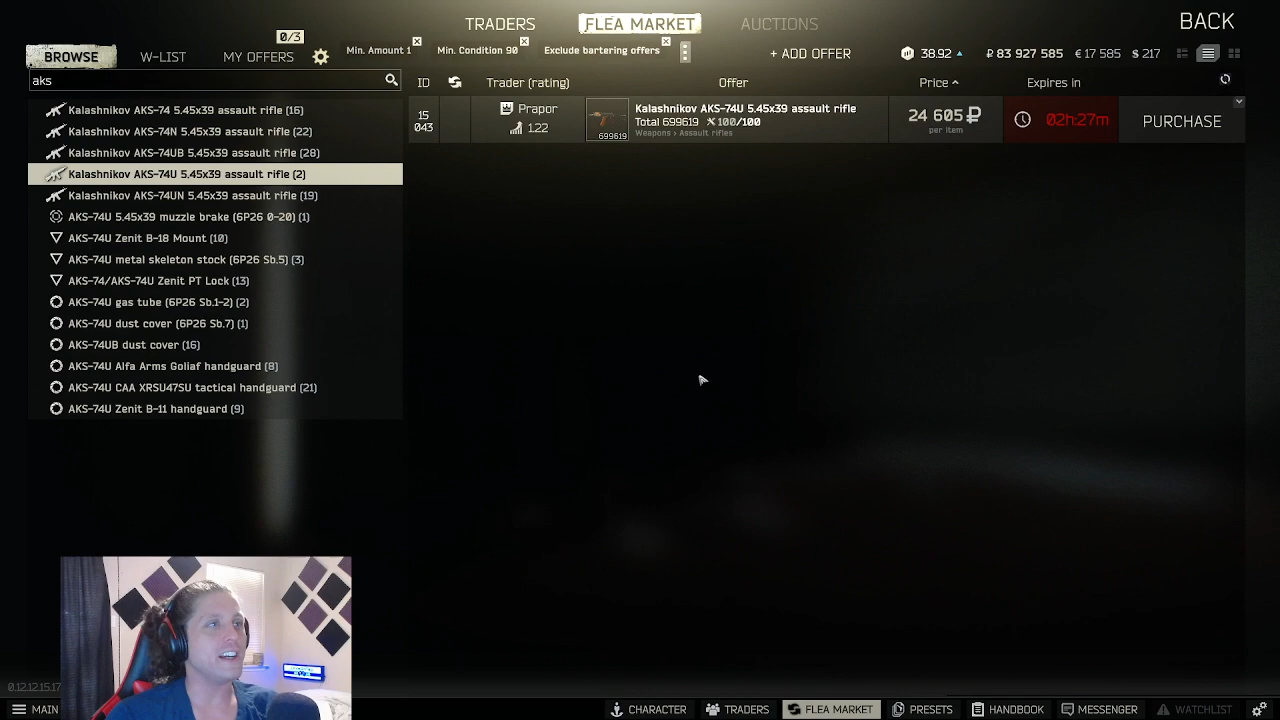 TRADERS
FLEA MARKET
AUCTIONS
BACK
0/3
BROWSE
W-LIST
MY OFFERS
Min. Amount 1
Min. Condition 90
Exclude bartering offers
+ ADD OFFER
38.92
₽ 83 927 585
€ 17 585
$ 217
aks
ID
Trader (rating)
Offer
Price
Expires in
Kalashnikov AKS-74 5.45x39 assault rifle (16)
Kalashnikov AKS-74N 5.45x39 assault rifle (22)
Kalashnikov AKS-74UB 5.45x39 assault rifle (28)
Kalashnikov AKS-74U 5.45x39 assault rifle (2)
Kalashnikov AKS-74UN 5.45x39 assault rifle (19)
AKS-74U 5.45x39 muzzle brake (6P26 0-20) (1)
AKS-74U Zenit B-18 Mount (10)
AKS-74U metal skeleton stock (6P26 Sb.5) (3)
AKS-74/AKS-74U Zenit PT Lock (13)
AKS-74U gas tube (6P26 Sb.1-2) (2)
AKS-74U dust cover (6P26 Sb.7) (1)
AKS-74UB dust cover (16)
AKS-74U Alfa Arms Goliaf handguard (8)
AKS-74U CAA XRSU47SU tactical handguard (21)
AKS-74U Zenit B-11 handguard (9)
15
043
Prapor
1.22
699619
Kalashnikov AKS-74U 5.45x39 assault rifle
Total 699619 100/100
Weapons > Assault rifles
24 605 ₽
per item
02h:27m
PURCHASE
0.12.12.15.17
MAIN
CHARACTER
TRADERS
FLEA MARKET
PRESETS
HANDBOOK
MESSENGER
WATCHLIST